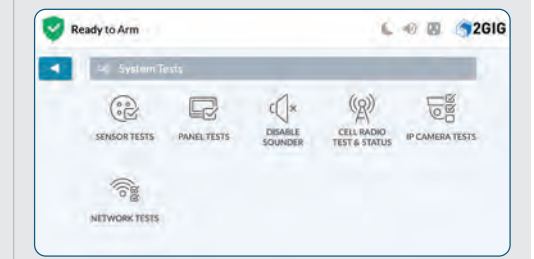 Ready to Arm
2GIG
System Tests
SENSOR TESTS
PANEL TESTS
DISABLE
SOUNDER
CELL RADIO
TEST & STATUS
IP CAMERA TESTS
NETWORK TESTS